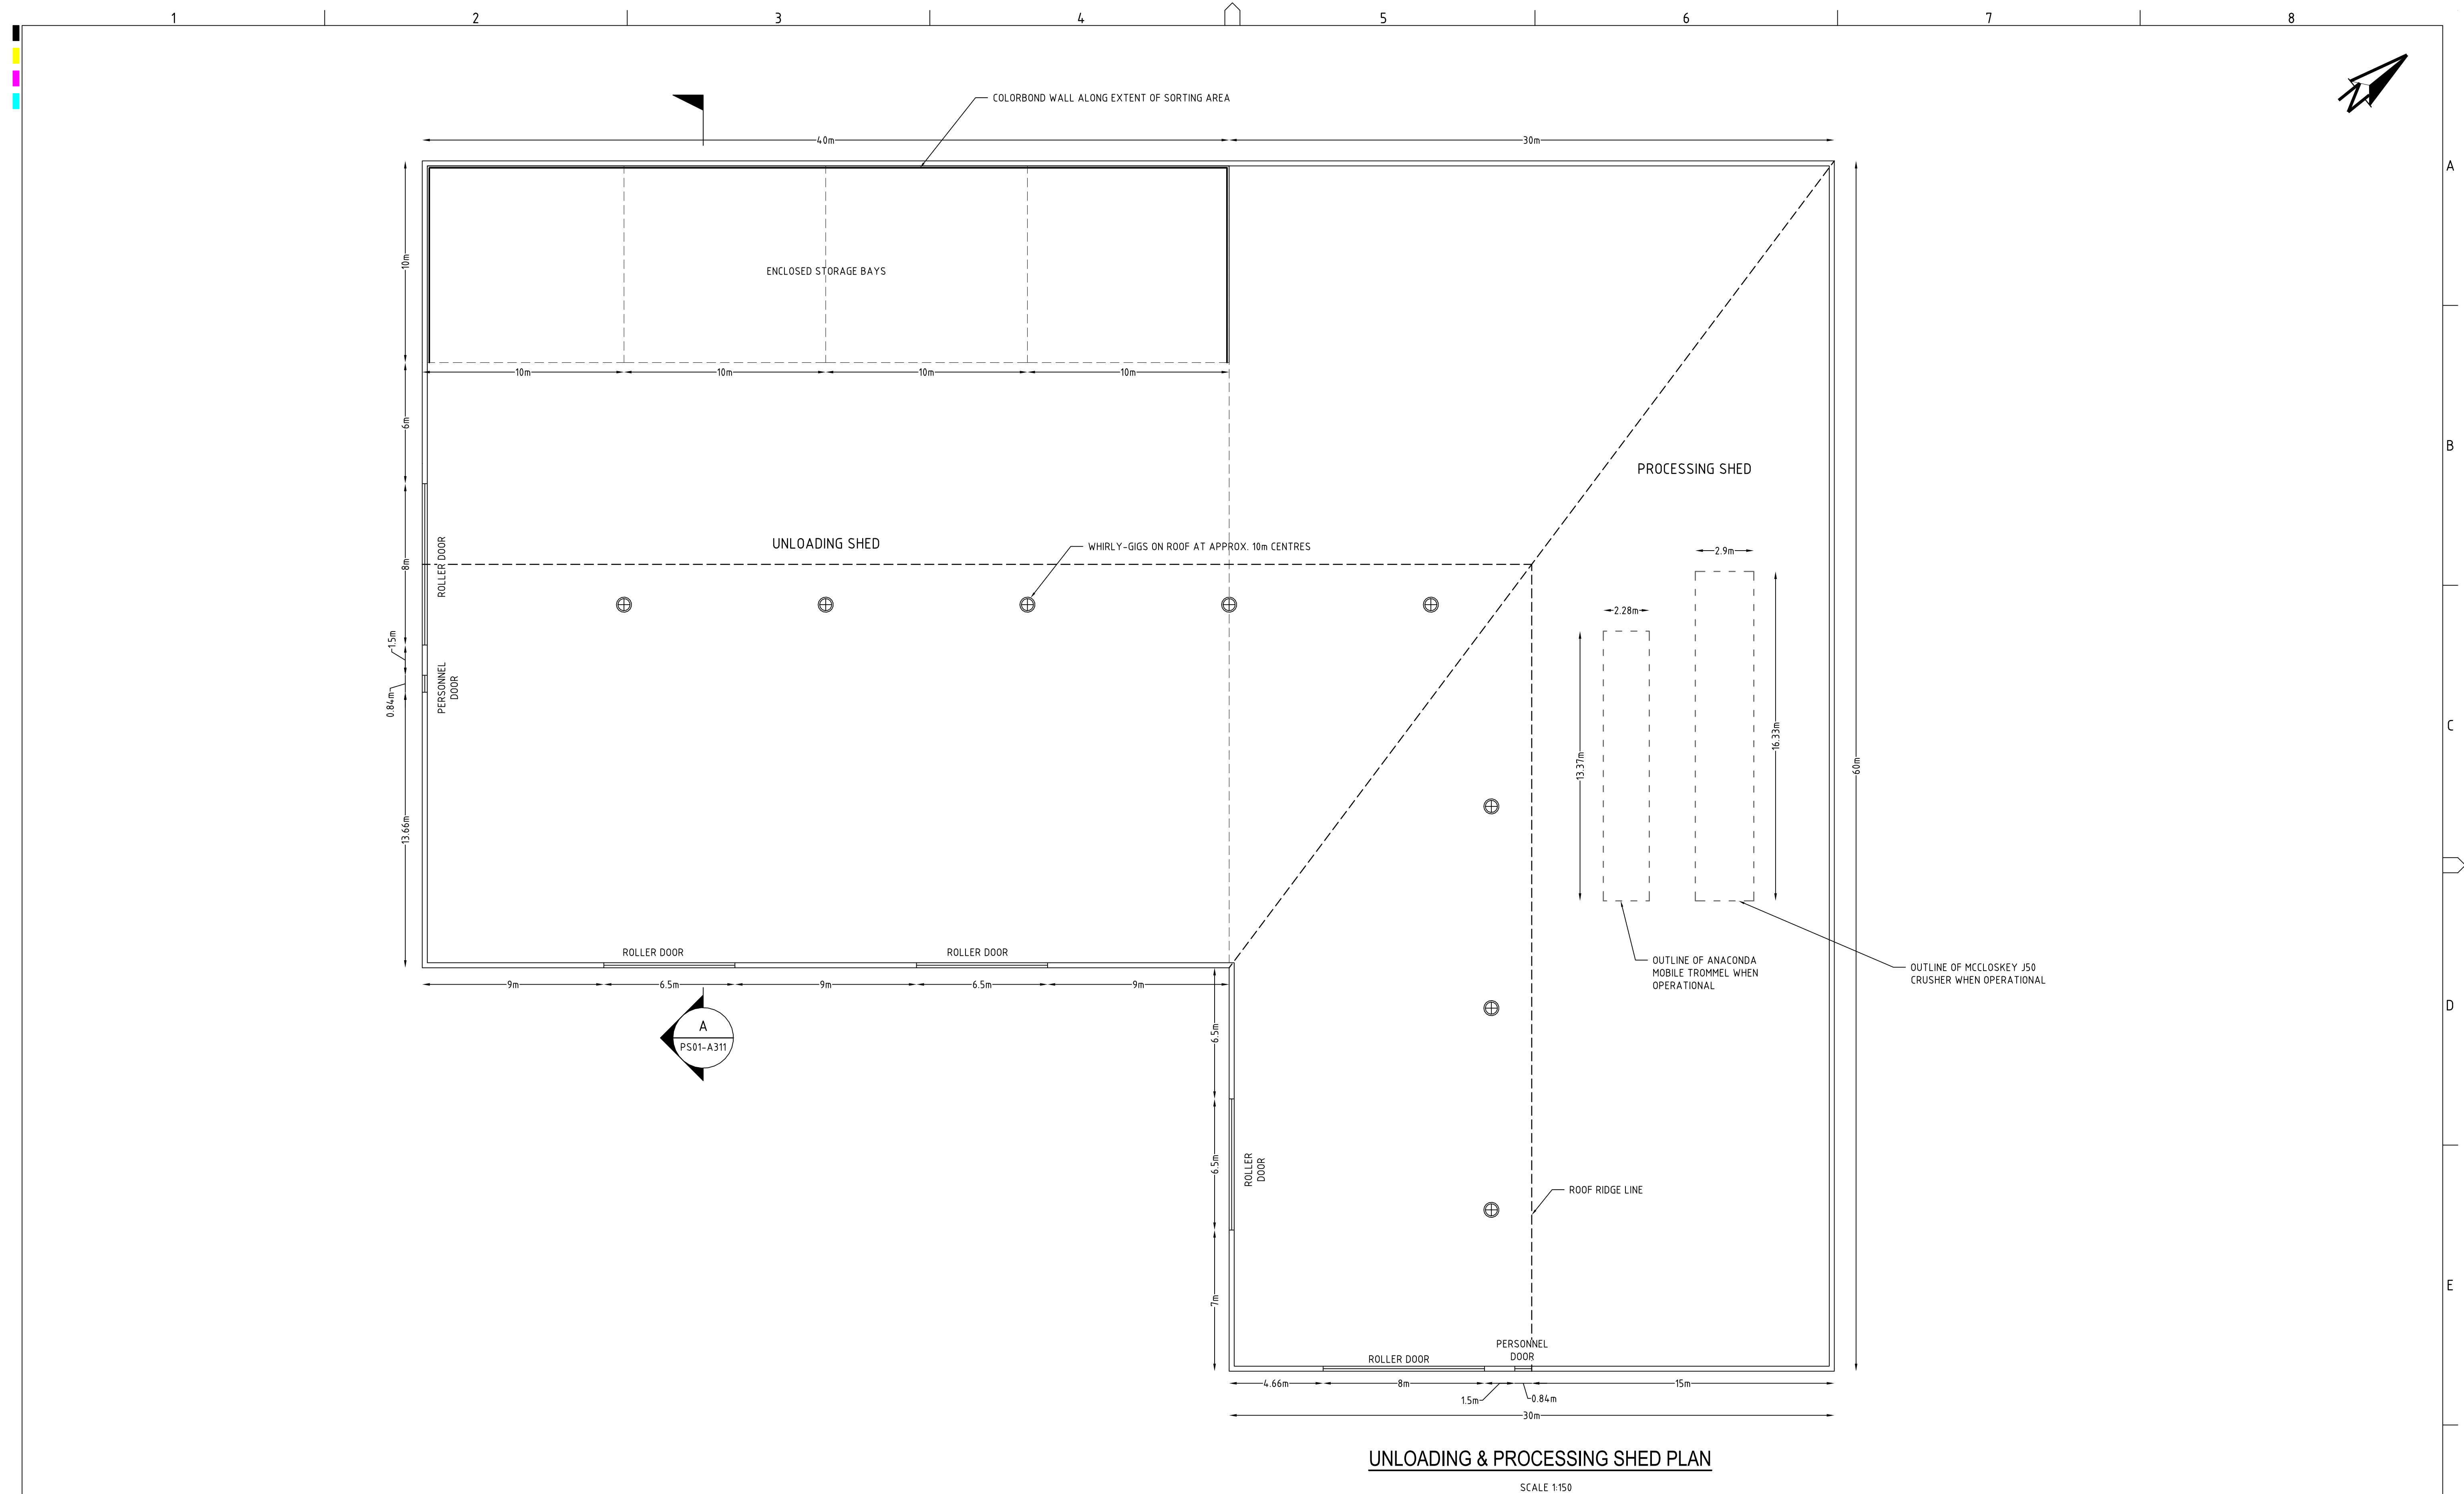 1
2
3
4
5
6
7
8
COLORBOND WALL ALONG EXTENT OF SORTING AREA
N
40m
30m
A
10m
ENCLOSED STORAGE BAYS
10m
10m
10m
10m
6m
B
PROCESSING SHED
UNLOADING SHED
WHIRLY-GIGS ON ROOF AT APPROX. 10m CENTRES
2.9m
8m
ROLLER DOOR
2.28m
1.5m
PERSONNEL
DOOR
0.84m
C
16.33m
13.37m
60m
13.66m
ROLLER DOOR
ROLLER DOOR
OUTLINE OF ANACONDA
MOBILE TROMMEL WHEN
OPERATIONAL
OUTLINE OF MCCLOSKEY J50
CRUSHER WHEN OPERATIONAL
9m
6.5m
9m
6.5m
9m
D
A
PS01-A311
6.5m
6.5m
ROLLER
DOOR
ROOF RIDGE LINE
7m
E
PERSONNEL
DOOR
ROLLER DOOR
4.66m
8m
15m
1.5m
0.84m
30m
UNLOADING & PROCESSING SHED PLAN
SCALE 1:150